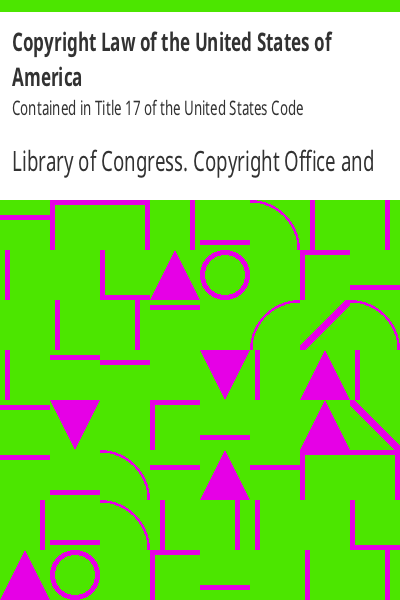 Copyright Law of the United States of
America
Contained in Title 17 of the United States Code
Library of Congress. Copyright Office and